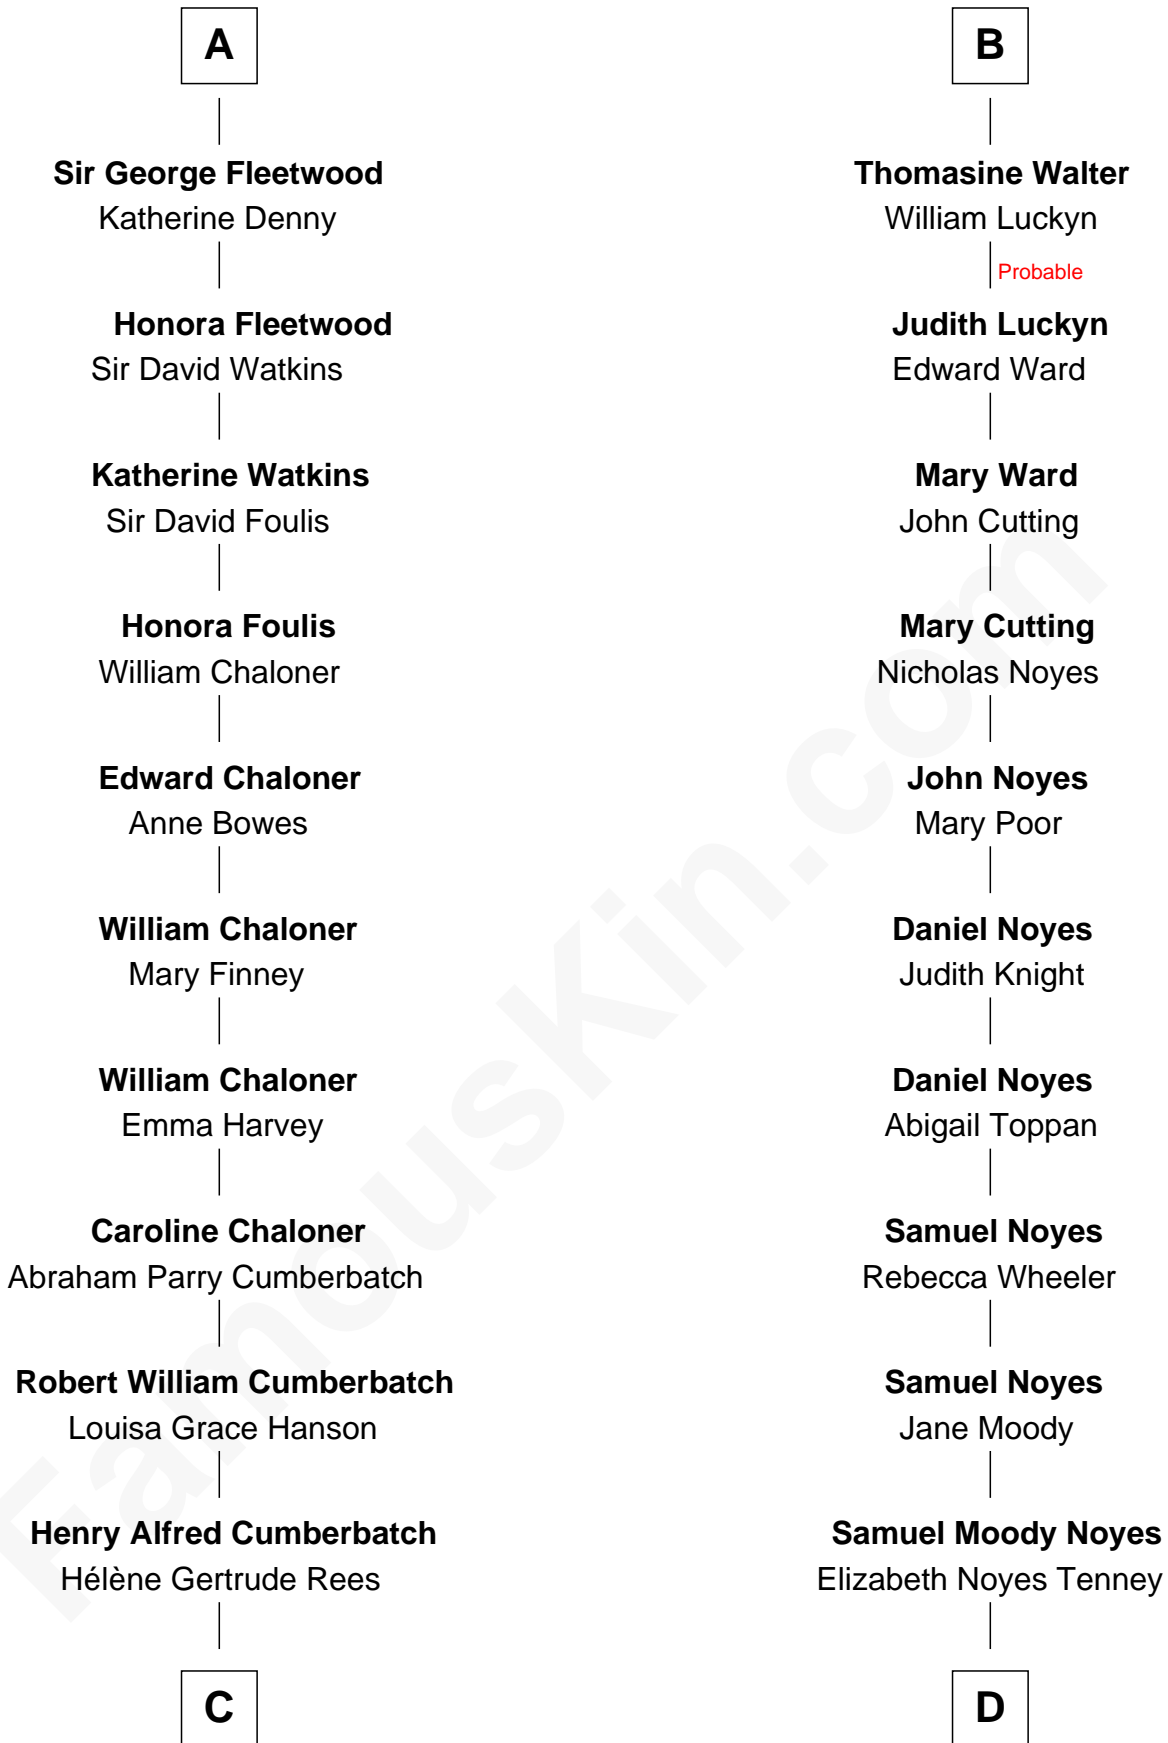 A
Sir George Fleetwood
Katherine Denny
Honora Fleetwood
Sir David Watkins
Katherine Watkins
Sir David Foulis
Honora Foulis
William Chaloner
Edward Chaloner
Anne Bowes
William Chaloner
Mary Finney
William Chaloner
Emma Harvey
Caroline Chaloner
Abraham Parry Cumberbatch
Robert William Cumberbatch
Louisa Grace Hanson
Henry Alfred Cumberbatch
Hélène Gertrude Rees
C
B
Thomasine Walter
William Luckyn
Probable
Judith Luckyn
Edward Ward
Mary Ward
John Cutting
Mary Cutting
Nicholas Noyes
John Noyes
Mary Poor
Daniel Noyes
Judith Knight
Daniel Noyes
Abigail Toppan
Samuel Noyes
Rebecca Wheeler
Samuel Noyes
Jane Moody
Samuel Moody Noyes
Elizabeth Noyes Tenney
D
FamousKin.com